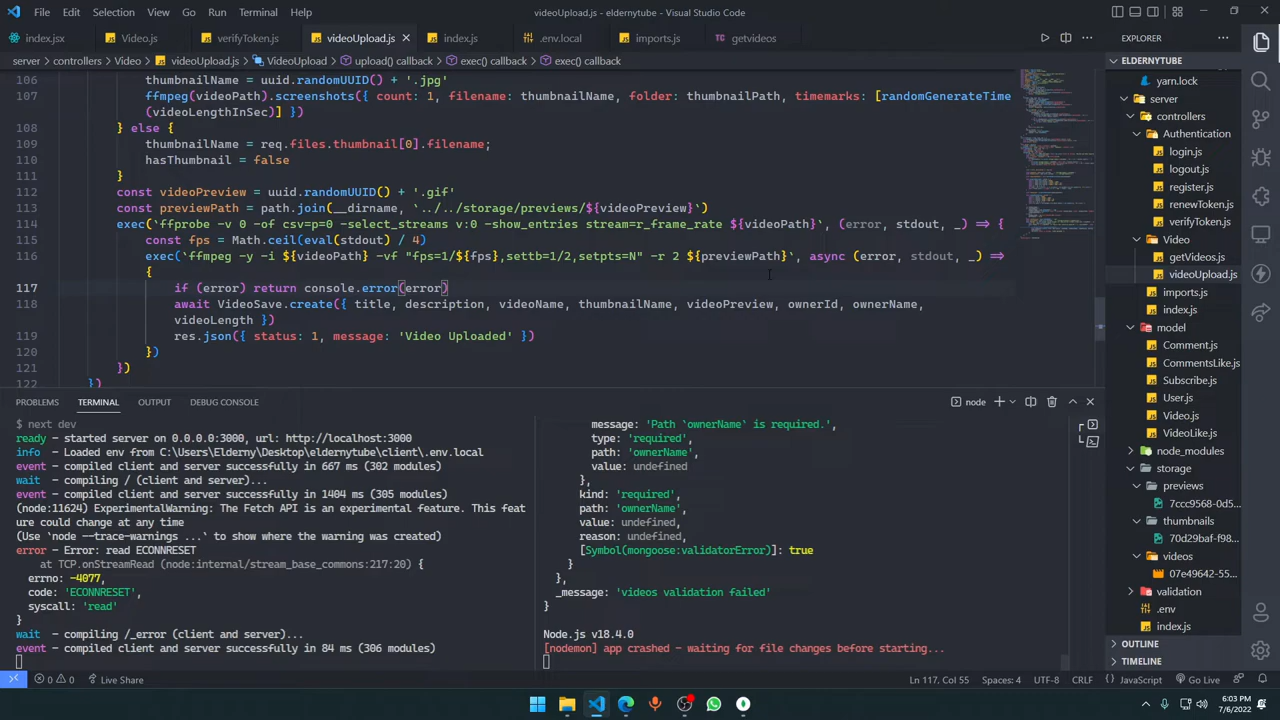 File Edit Selection View Go Run Terminal Help
videoUpload.js - eldernytube - Visual Studio Code
index.jsx Video.js verifyToken.js videoUpload.js index.js .env.local imports.js getvideos
EXPLORER
server > controllers > Video > videoUpload.js > VideoUpload > upload() callback > exec() callback > exec() callback
106 thumbnailName = uuid.randomUUID() + '.jpg'
107 ffmpeg(videoPath).screenshots({ count: 1, filename: thumbnailName, folder: thumbnailPath, timemarks: [randomGenerateTime
(videoLengthInSec)] })
108 } else {
109 thumbnailName = req.files.thumbnail[0].filename;
110 hasThumbnail = false
111 }
112 const videoPreview = uuid.randomUUID() + '.gif'
113 const previewPath = path.join(__dirname, `../../storage/previews/${videoPreview}`)
114 exec(`ffprobe -v 0 -of csv=p=0 -select_streams v:0 -show_entries stream=r_frame_rate ${videoPath}`, (error, stdout, _) => {
115 const fps = Math.ceil(eval(stdout) / 4)
116 exec(`ffmpeg -y -i ${videoPath} -vf "fps=1/${fps},settb=1/2,setpts=N" -r 2 ${previewPath}`, async (error, stdout, _) =>
{
117 if (error) return console.error(error)
118 await VideoSave.create({ title, description, videoName, thumbnailName, videoPreview, ownerId, ownerName,
videoLength })
119 res.json({ status: 1, message: 'Video Uploaded' })
120 })
121 })
122 })
PROBLEMS TERMINAL OUTPUT DEBUG CONSOLE
node
$ next dev
ready - started server on 0.0.0.0:3000, url: http://localhost:3000
info - Loaded env from C:\Users\Elderny\Desktop\eldernytube\client\.env.local
event - compiled client and server successfully in 667 ms (302 modules)
wait - compiling / (client and server)...
event - compiled client and server successfully in 1404 ms (305 modules)
(node:11624) ExperimentalWarning: The Fetch API is an experimental feature. This feat
ure could change at any time
(Use `node --trace-warnings ...` to show where the warning was created)
error - Error: read ECONNRESET
at TCP.onStreamRead (node:internal/stream_base_commons:217:20) {
errno: -4077,
code: 'ECONNRESET',
syscall: 'read'
}
wait - compiling /_error (client and server)...
event - compiled client and server successfully in 84 ms (306 modules)
message: 'Path `ownerName` is required.',
type: 'required',
path: 'ownerName',
value: undefined
},
kind: 'required',
path: 'ownerName',
value: undefined,
reason: undefined,
[Symbol(mongoose:validatorError)]: true
}
},
_message: 'videos validation failed'
}
Node.js v18.4.0
[nodemon] app crashed - waiting for file changes before starting...
ELDERNYTUBE
yarn.lock
server
controllers
Authentication
login.js
logout.js
register.js
renewToken.js
verifyToken.js
Video
getVideos.js
videoUpload.js
imports.js
index.js
model
Comment.js
CommentsLike.js
Subscribe.js
User.js
Video.js
VideoLike.js
node_modules
storage
previews
7ccc9568-0d5...
thumbnails
70d29baf-f98...
videos
07e49642-55...
validation
.env
index.js
OUTLINE
TIMELINE
0 0 Live Share
Ln 117, Col 55 Spaces: 4 UTF-8 CRLF JavaScript Go Live
6:03 PM
7/6/2022